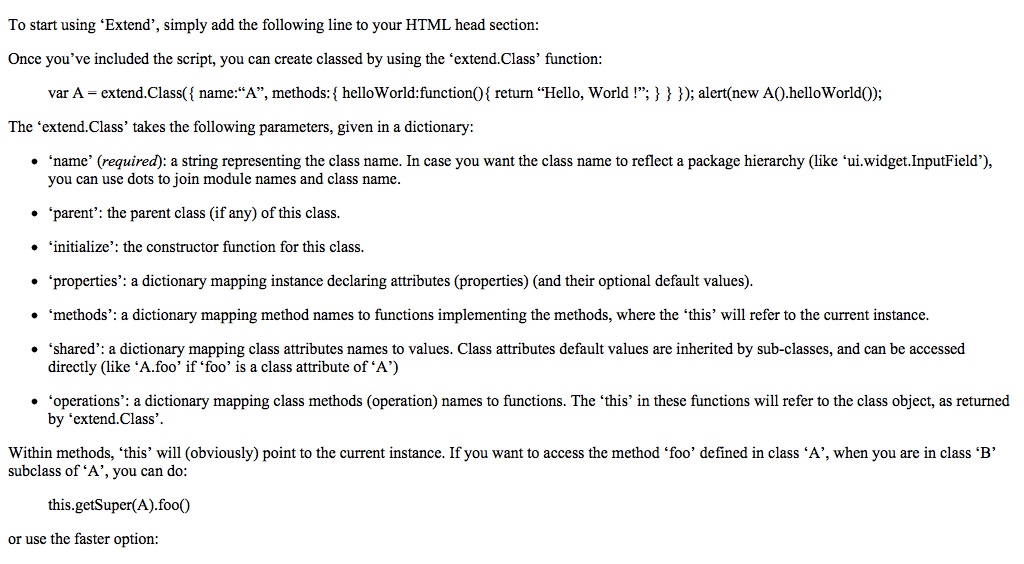 To start using ‘Extend’, simply add the following line to your HTML head section:
Once you’ve included the script, you can create classed by using the ‘extend.Class’ function:
var A = extend.Class({ name:“A”, methods:{ helloWorld:function(){ return “Hello, World !”; } } }); alert(new A().helloWorld());
The ‘extend.Class’ takes the following parameters, given in a dictionary:
• ‘name’ (required): a string representing the class name. In case you want the class name to reflect a package hierarchy (like ‘ui.widget.InputField’),
you can use dots to join module names and class name.
• ‘parent’: the parent class (if any) of this class.
• ‘initialize’: the constructor function for this class.
• ‘properties’: a dictionary mapping instance declaring attributes (properties) (and their optional default values).
• ‘methods’: a dictionary mapping method names to functions implementing the methods, where the ‘this’ will refer to the current instance.
• ‘shared’: a dictionary mapping class attributes names to values. Class attributes default values are inherited by sub-classes, and can be accessed
directly (like ‘A.foo’ if ‘foo’ is a class attribute of ‘A’)
• ‘operations’: a dictionary mapping class methods (operation) names to functions. The ‘this’ in these functions will refer to the class object, as returned
by ‘extend.Class’.
Within methods, ‘this’ will (obviously) point to the current instance. If you want to access the method ‘foo’ defined in class ‘A’, when you are in class ‘B’
subclass of ‘A’, you can do:
this.getSuper(A).foo()
or use the faster option: